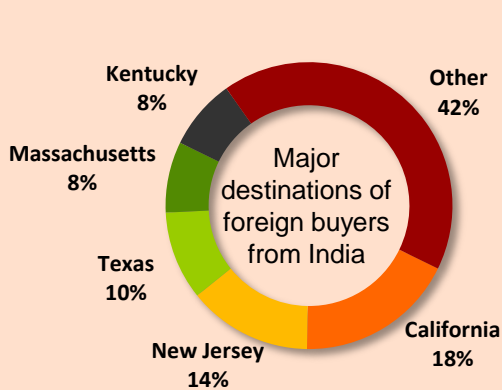 Kentucky
8%
Other
42%
Massachusetts
8%
Major
destinations of
foreign buyers
from India
Texas
10%
California
18%
New Jersey
14%